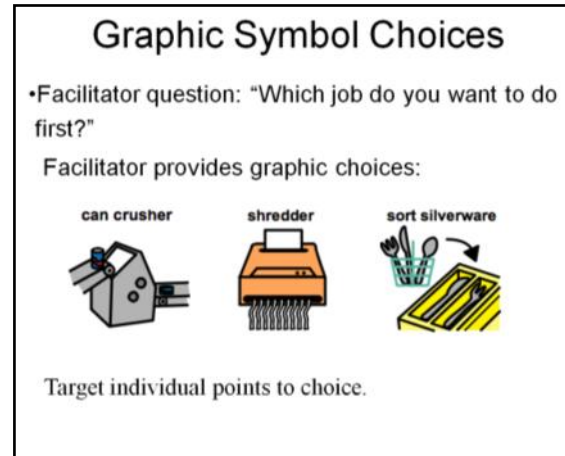 Graphic Symbol Choices
•Facilitator question: “Which job do you want to do
first?”
Facilitator provides graphic choices:
can crusher shredder sort silverware
Target individual points to choice.